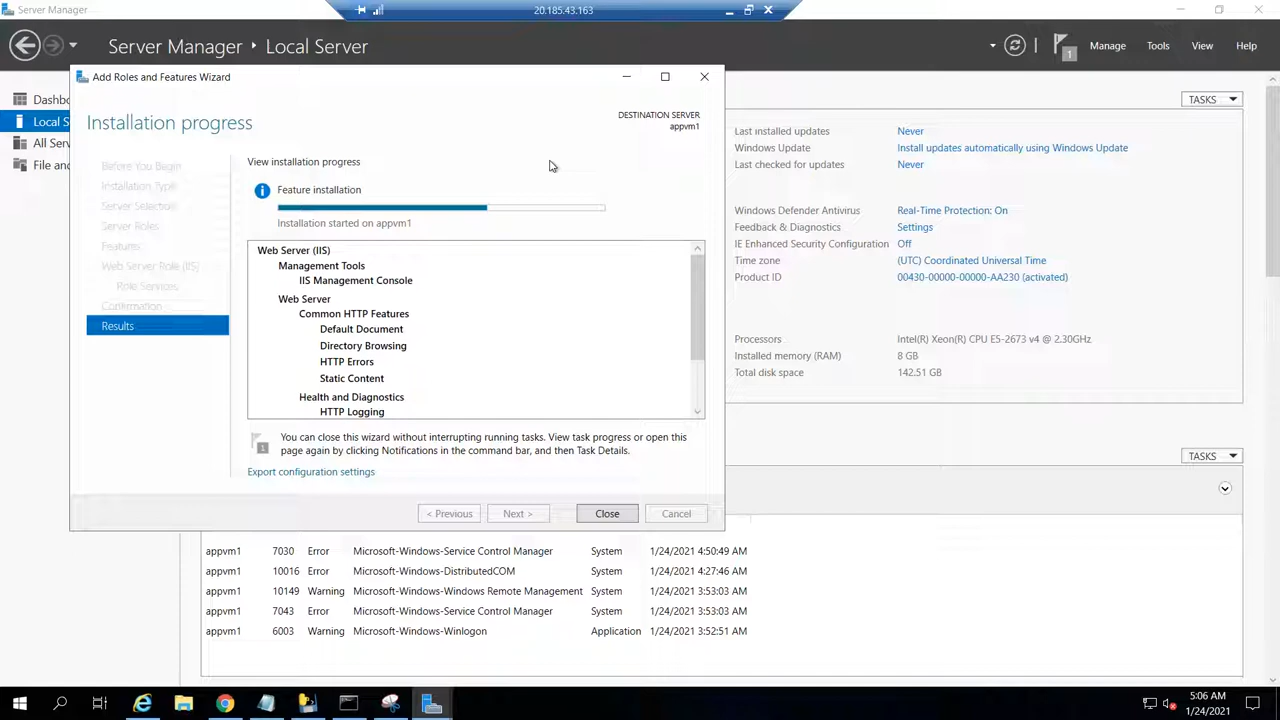 Server Manager
20.185.43.163
Server Manager ‣ Local Server
1
Manage
Tools
View
Help
Dashbo
Local S
All Serv
File and
Add Roles and Features Wizard
Installation progress
DESTINATION SERVER
appvm1
Before You Begin
Installation Type
Server Selection
Server Roles
Features
Web Server Role (IIS)
Role Services
Confirmation
Results
View installation progress
Feature installation
Installation started on appvm1
Web Server (IIS)
Management Tools
IIS Management Console
Web Server
Common HTTP Features
Default Document
Directory Browsing
HTTP Errors
Static Content
Health and Diagnostics
HTTP Logging
1
You can close this wizard without interrupting running tasks. View task progress or open this
page again by clicking Notifications in the command bar, and then Task Details.
Export configuration settings
< Previous
Next >
Close
Cancel
TASKS
Last installed updates Never
Windows Update Install updates automatically using Windows Update
Last checked for updates Never
Windows Defender Antivirus Real-Time Protection: On
Feedback & Diagnostics Settings
IE Enhanced Security Configuration Off
Time zone (UTC) Coordinated Universal Time
Product ID 00430-00000-00000-AA230 (activated)
Processors Intel(R) Xeon(R) CPU E5-2673 v4 @ 2.30GHz
Installed memory (RAM) 8 GB
Total disk space 142.51 GB
TASKS
appvm1 7030 Error Microsoft-Windows-Service Control Manager System 1/24/2021 4:50:49 AM
appvm1 10016 Error Microsoft-Windows-DistributedCOM System 1/24/2021 4:27:46 AM
appvm1 10149 Warning Microsoft-Windows-Windows Remote Management System 1/24/2021 3:53:03 AM
appvm1 7043 Error Microsoft-Windows-Service Control Manager System 1/24/2021 3:53:03 AM
appvm1 6003 Warning Microsoft-Windows-Winlogon Application 1/24/2021 3:52:51 AM
5:06 AM
1/24/2021